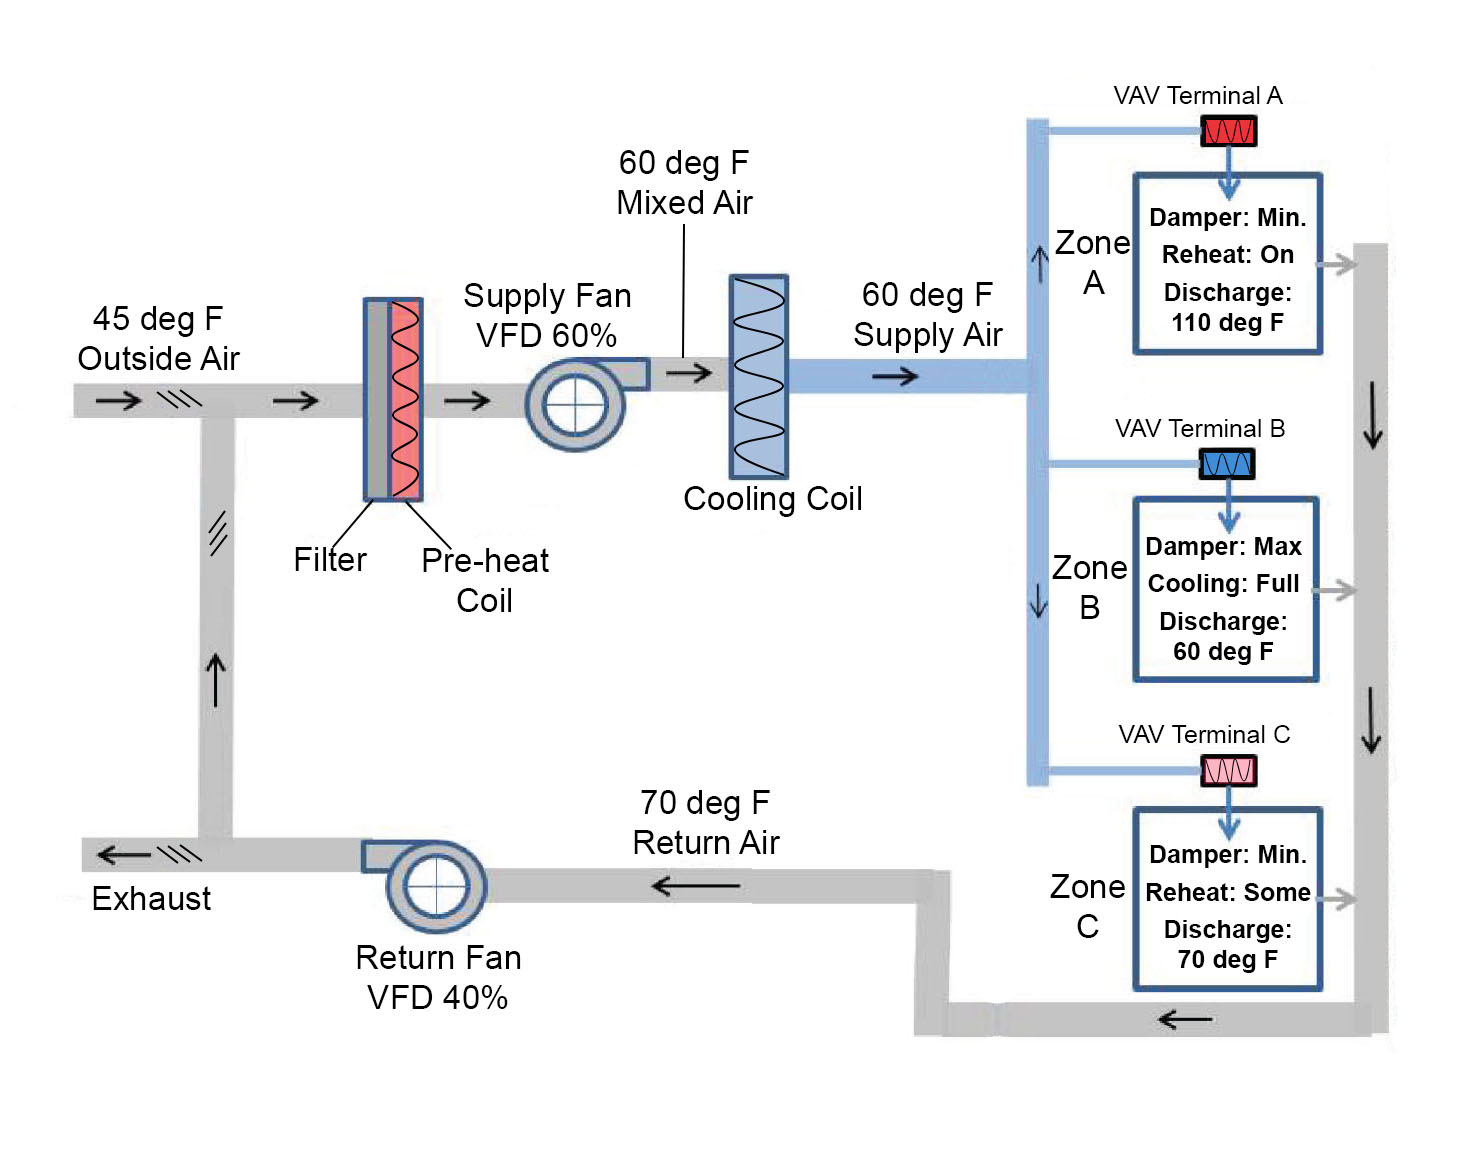 VAV Terminal A
60 deg F
Mixed Air
Damper: Min.
Reheat: On
Discharge:
110 deg F
Zone
A
45 deg F
Outside Air
Supply Fan
VFD 60%
60 deg F
Supply Air
VAV Terminal B
Cooling Coil
Filter
Pre-heat
Coil
Zone
B
Damper: Max
Cooling: Full
Discharge:
60 deg F
VAV Terminal C
70 deg F
Return Air
Zone
C
Damper: Min.
Reheat: Some
Discharge:
70 deg F
Exhaust
Return Fan
VFD 40%